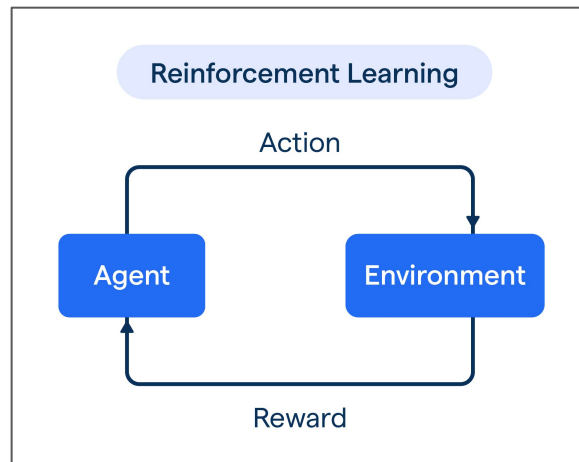 Reinforcement Learning
Action
Agent
Environment
Reward